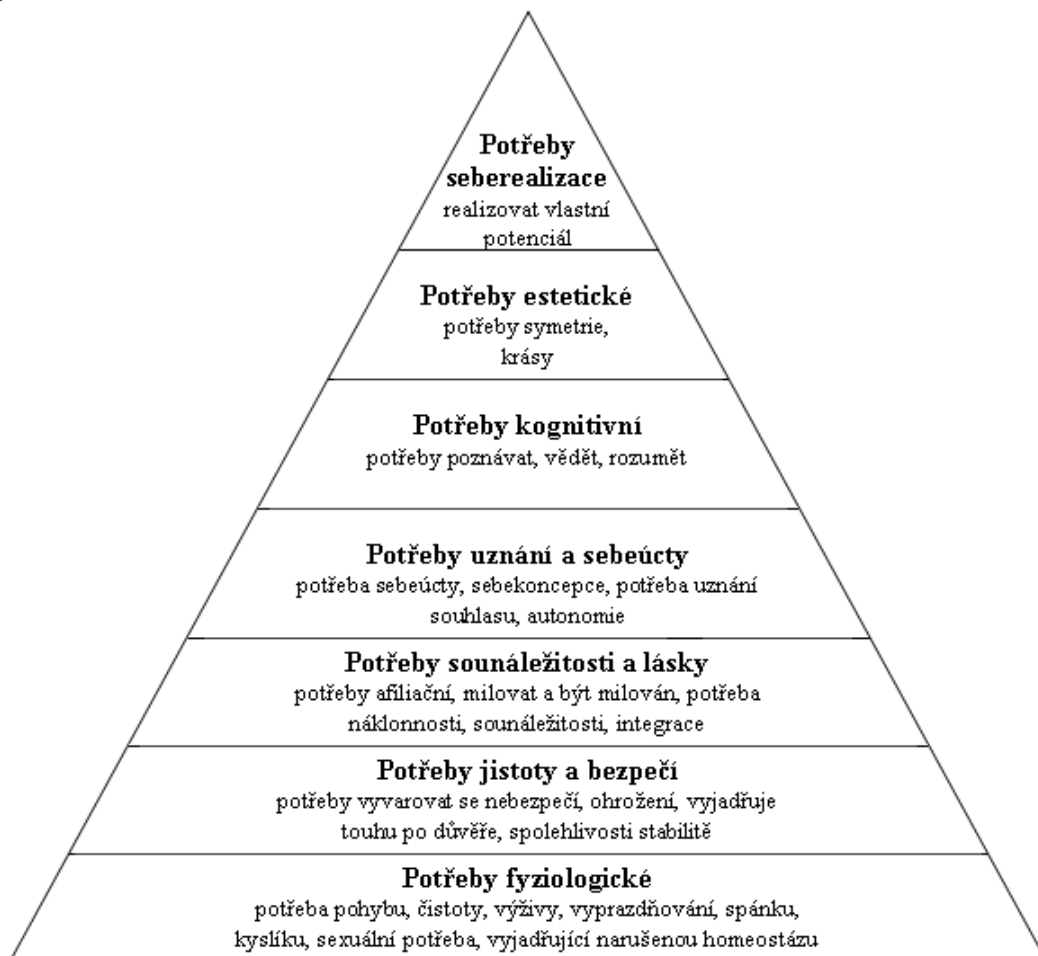 Potřeby
seberealizace
realizovat vlastní
potenciál
Potřeby estetické
potřeby symetrie,
krásy
Potřeby kognitivní
potřeby poznávat, vědět, rozumět
Potřeby uznání a sebeúcty
potřeba sebeúcty, sebekoncepce, potřeba uznání
souhlasu, autonomie
Potřeby sounáležitosti a lásky
potřeby afiliační, milovat a být milován, potřeba
náklonnosti, sounáležitosti, integrace
Potřeby jistoty a bezpečí
potřeby vyvarovat se nebezpečí, ohrožení, vyjadřuje
touhu po důvěře, spolehlivosti stabilitě
Potřeby fyziologické
potřeba pohybu, čistoty, výživy, vyprazdňování, spánku,
kyslíku, sexuální potřeba, vyjadřující narušenou homeostázu